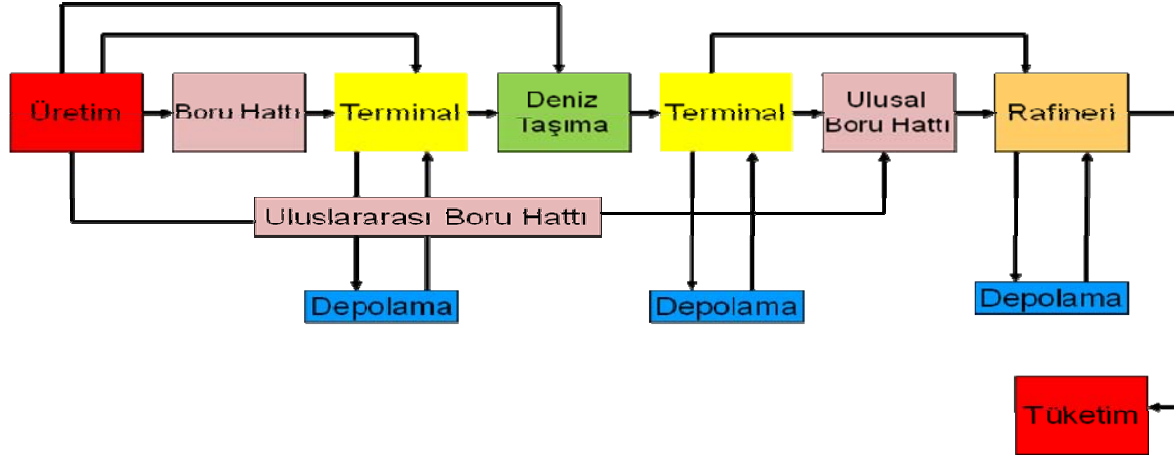 Üretim
Boru Hattı
Terminal
Deniz
Taşıma
Terminal
Ulusal
Boru Hattı
Rafineri
Uluslararası Boru Hattı
Depolama
Depolama
Depolama
Tüketim